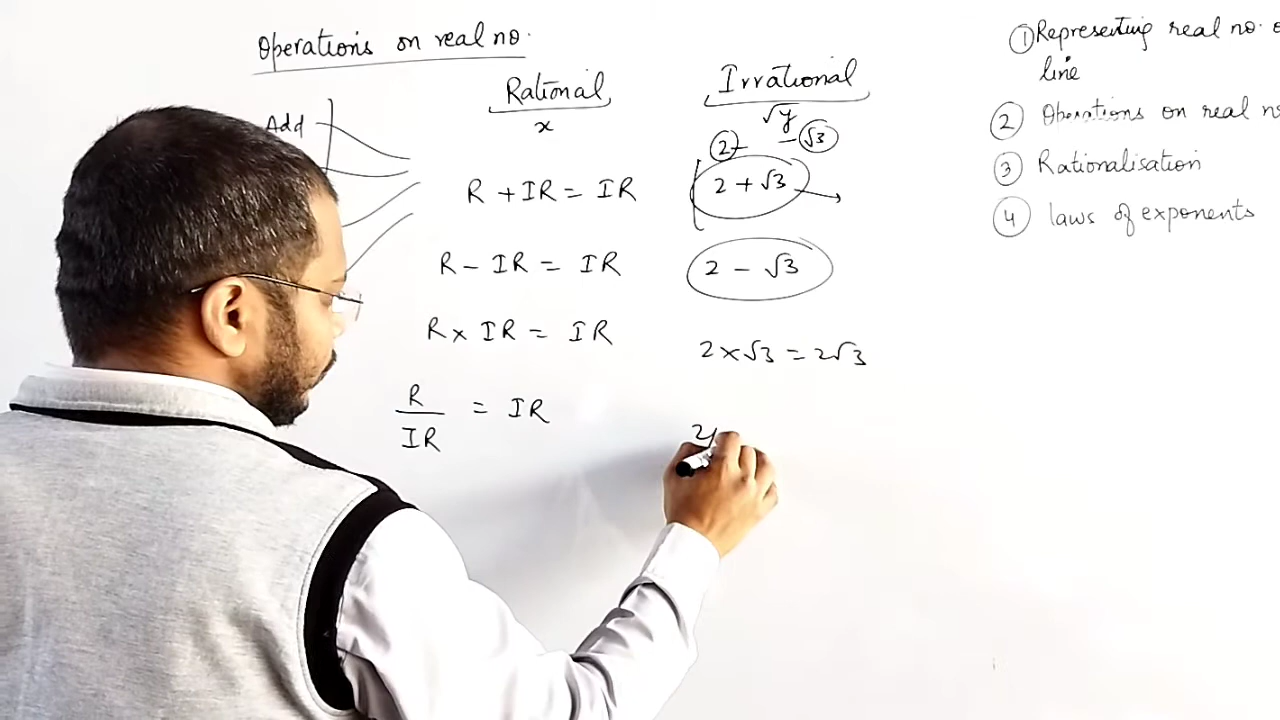 Operations on real no.
Rational
x
Irrational
√y
Add
2 - √3
R + IR = IR
2 + √3
R - IR = IR
2 - √3
R x IR = IR
2 x √3 = 2√3
R
IR
= IR
2
① Representing real no.
line
② Operations on real
③ Rationalisation
④ laws of exponents